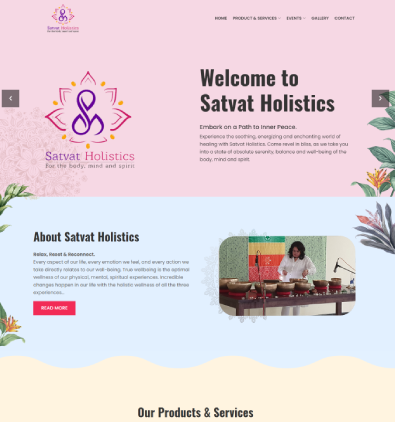 Satvat Holistics
HOME PRODUCT & SERVICES EVENTS GALLERY CONTACT
Welcome to
Satvat Holistics
Embark on a Path to Inner Peace.
Experience the soothing, energizing and enchanting world of
healing with Satvat Holistics. Come revel in bliss, as we take you
into a state of absolute serenity, balance and well-being of the
body, mind and spirit.
Satvat Holistics
For the body, mind and spirit
About Satvat Holistics
Relax, Reset & Reconnect.
Every aspect of our life, every emotion we feel, and every action we
take directly relates to our well-being. True wellbeing is the optimal
wellness of our physical, mental, spiritual experiences. Incredible
changes happen in our life with the holistic wellness of all the three
experiences...
READ MORE
Our Products & Services